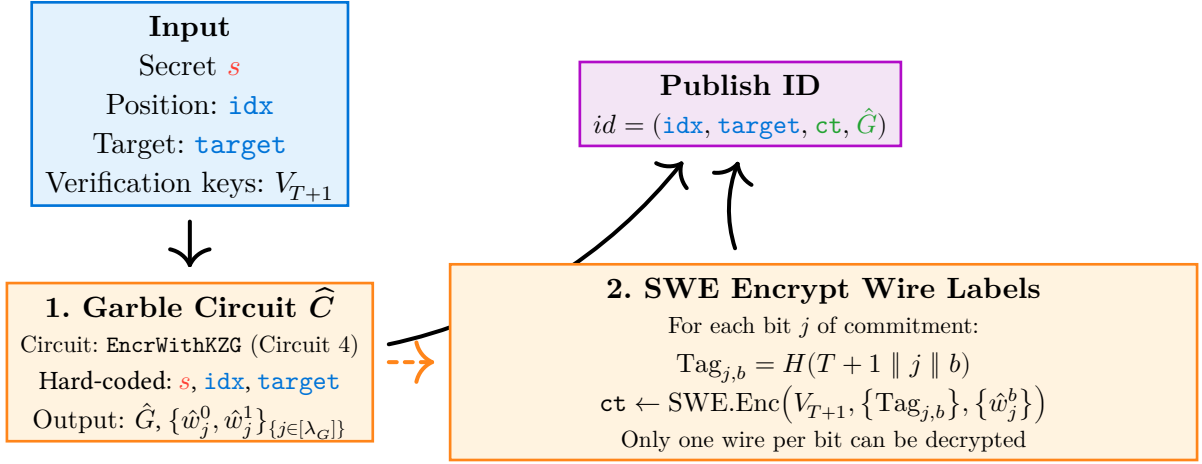 Input
Secret s
Position: idx
Target: target
Verification keys: V_{T+1}
Publish ID
id = (idx, target, ct, Ĝ)
1. Garble Circuit Ĉ
Circuit: EncrWithKZG (Circuit 4)
Hard-coded: s, idx, target
Output: Ĝ, {ŵ_j^0, ŵ_j^1}_{{j∈[λ_G]}}
2. SWE Encrypt Wire Labels
For each bit j of commitment:
Tag_{j,b} = H(T + 1 ∥ j ∥ b)
ct ← SWE.Enc(V_{T+1}, {Tag_{j,b}}, {ŵ_j^b})
Only one wire per bit can be decrypted